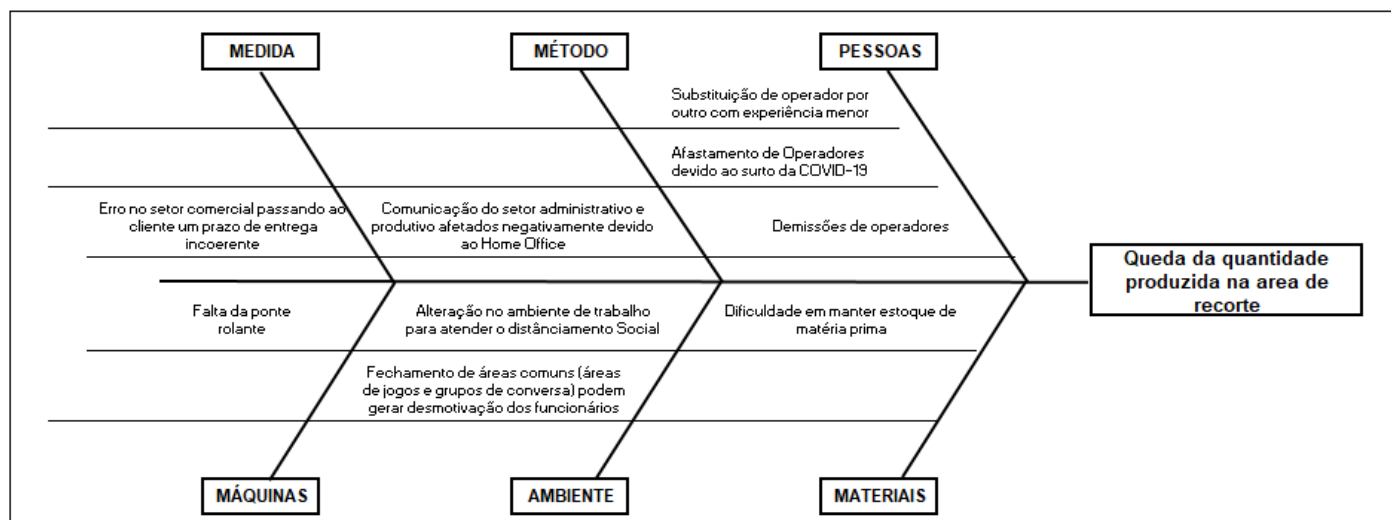 MEDIDA
MÉTODO
PESSOAS
Substituição de operador por
outro com experiência menor
Afastamento de Operadores
devido ao surto da COVID-19
Erro no setor comercial passando ao
cliente um prazo de entrega
incoerente
Comunicação do setor administrativo e
produtivo afetados negativamente devido
ao Home Office
Demissões de operadores
Queda da quantidade
produzida na area de
recorte
Falta da ponte
rolante
Alteração no ambiente de trabalho
para atender o distânciamento Social
Dificuldade em manter estoque de
matéria prima
Fechamento de áreas comuns (áreas
de jogos e grupos de conversa) podem
gerar desmotivação dos funcionários
MÁQUINAS
AMBIENTE
MATERIAIS